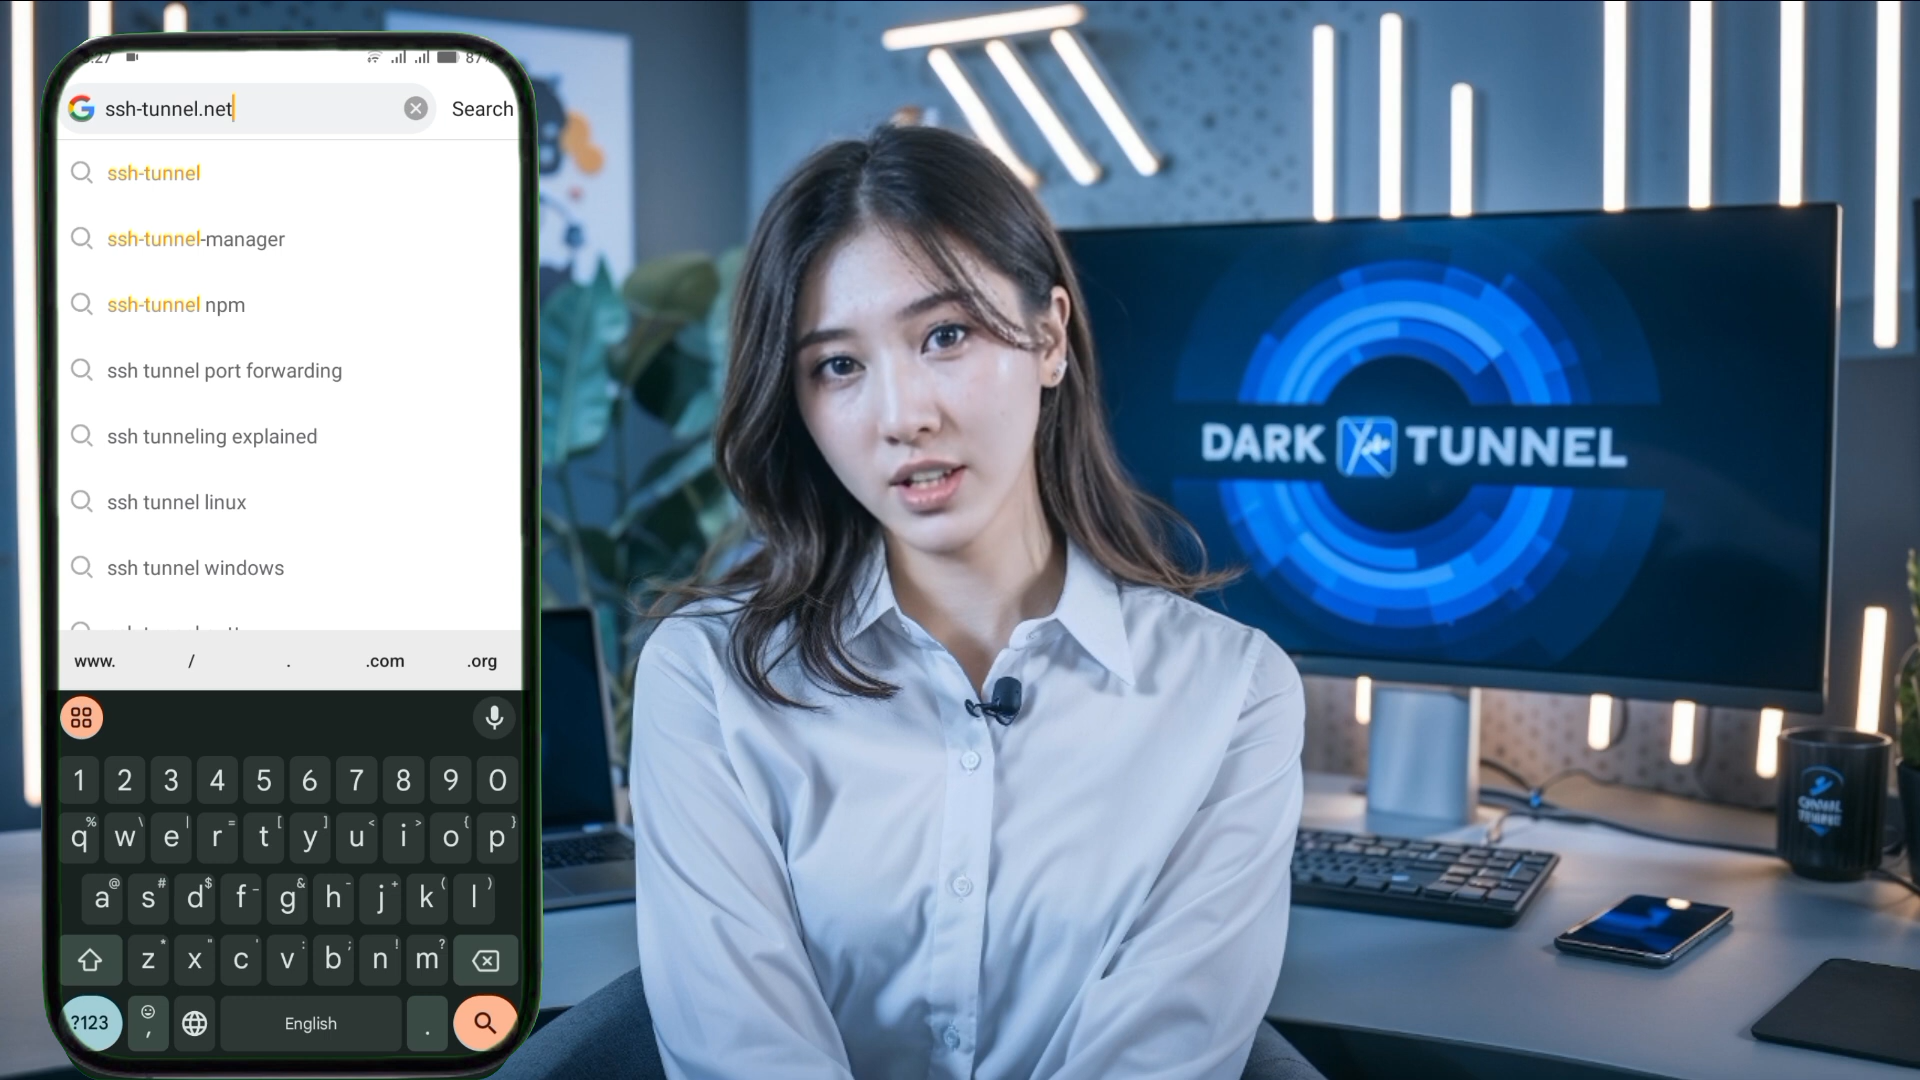 87
ssh-tunnel.net
Search
ssh-tunnel
ssh-tunnel-manager
ssh-tunnel npm
ssh tunnel port forwarding
ssh tunneling explained
ssh tunnel linux
ssh tunnel windows
www. / . .com .org
1 2 3 4 5 6 7 8 9 0
% \ | = [ ] < > { }
q w e r t y u i o p
@ # $ - & - + ( )
a s d f g h j k l
* " ' : ; ! ?
z x c v b n m
?123 , English .
DARK TUNNEL